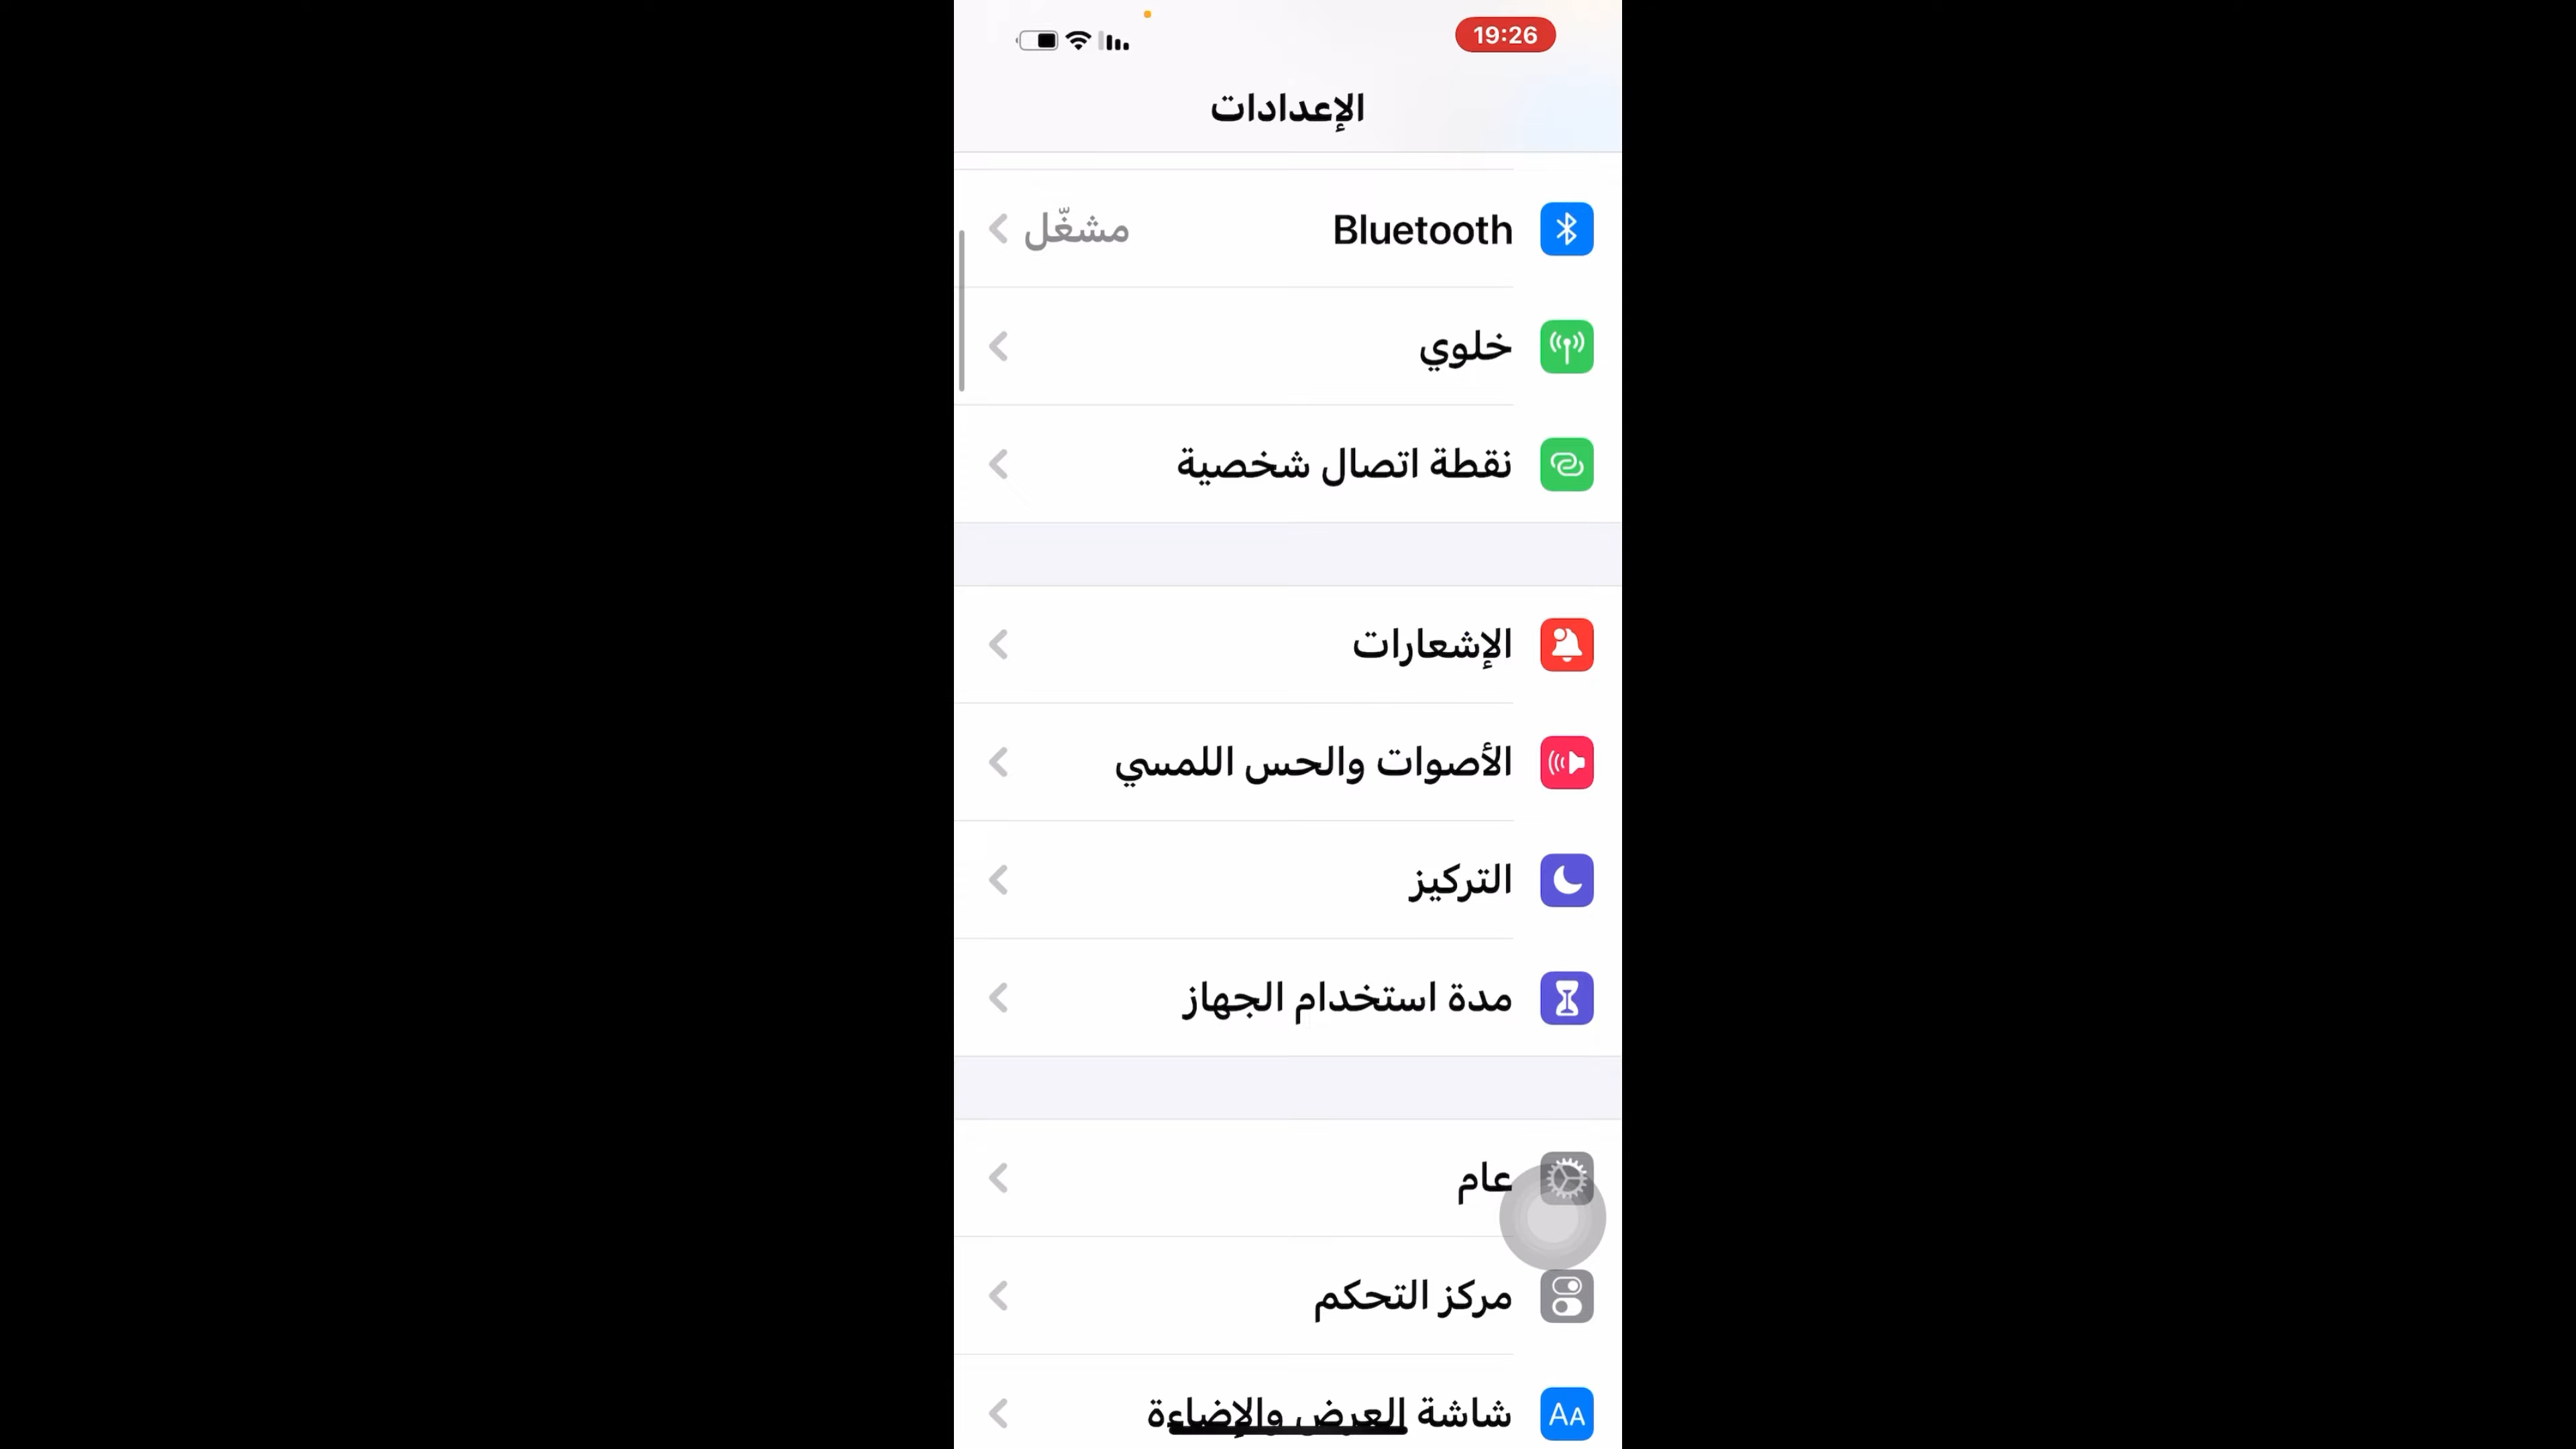 19:26
الإعدادات
Bluetooth مشغّل
خلوي
نقطة اتصال شخصية
الإشعارات
الأصوات والحس اللمسي
التركيز
مدة استخدام الجهاز
عام
مركز التحكم
شاشة العرض والإضاءة